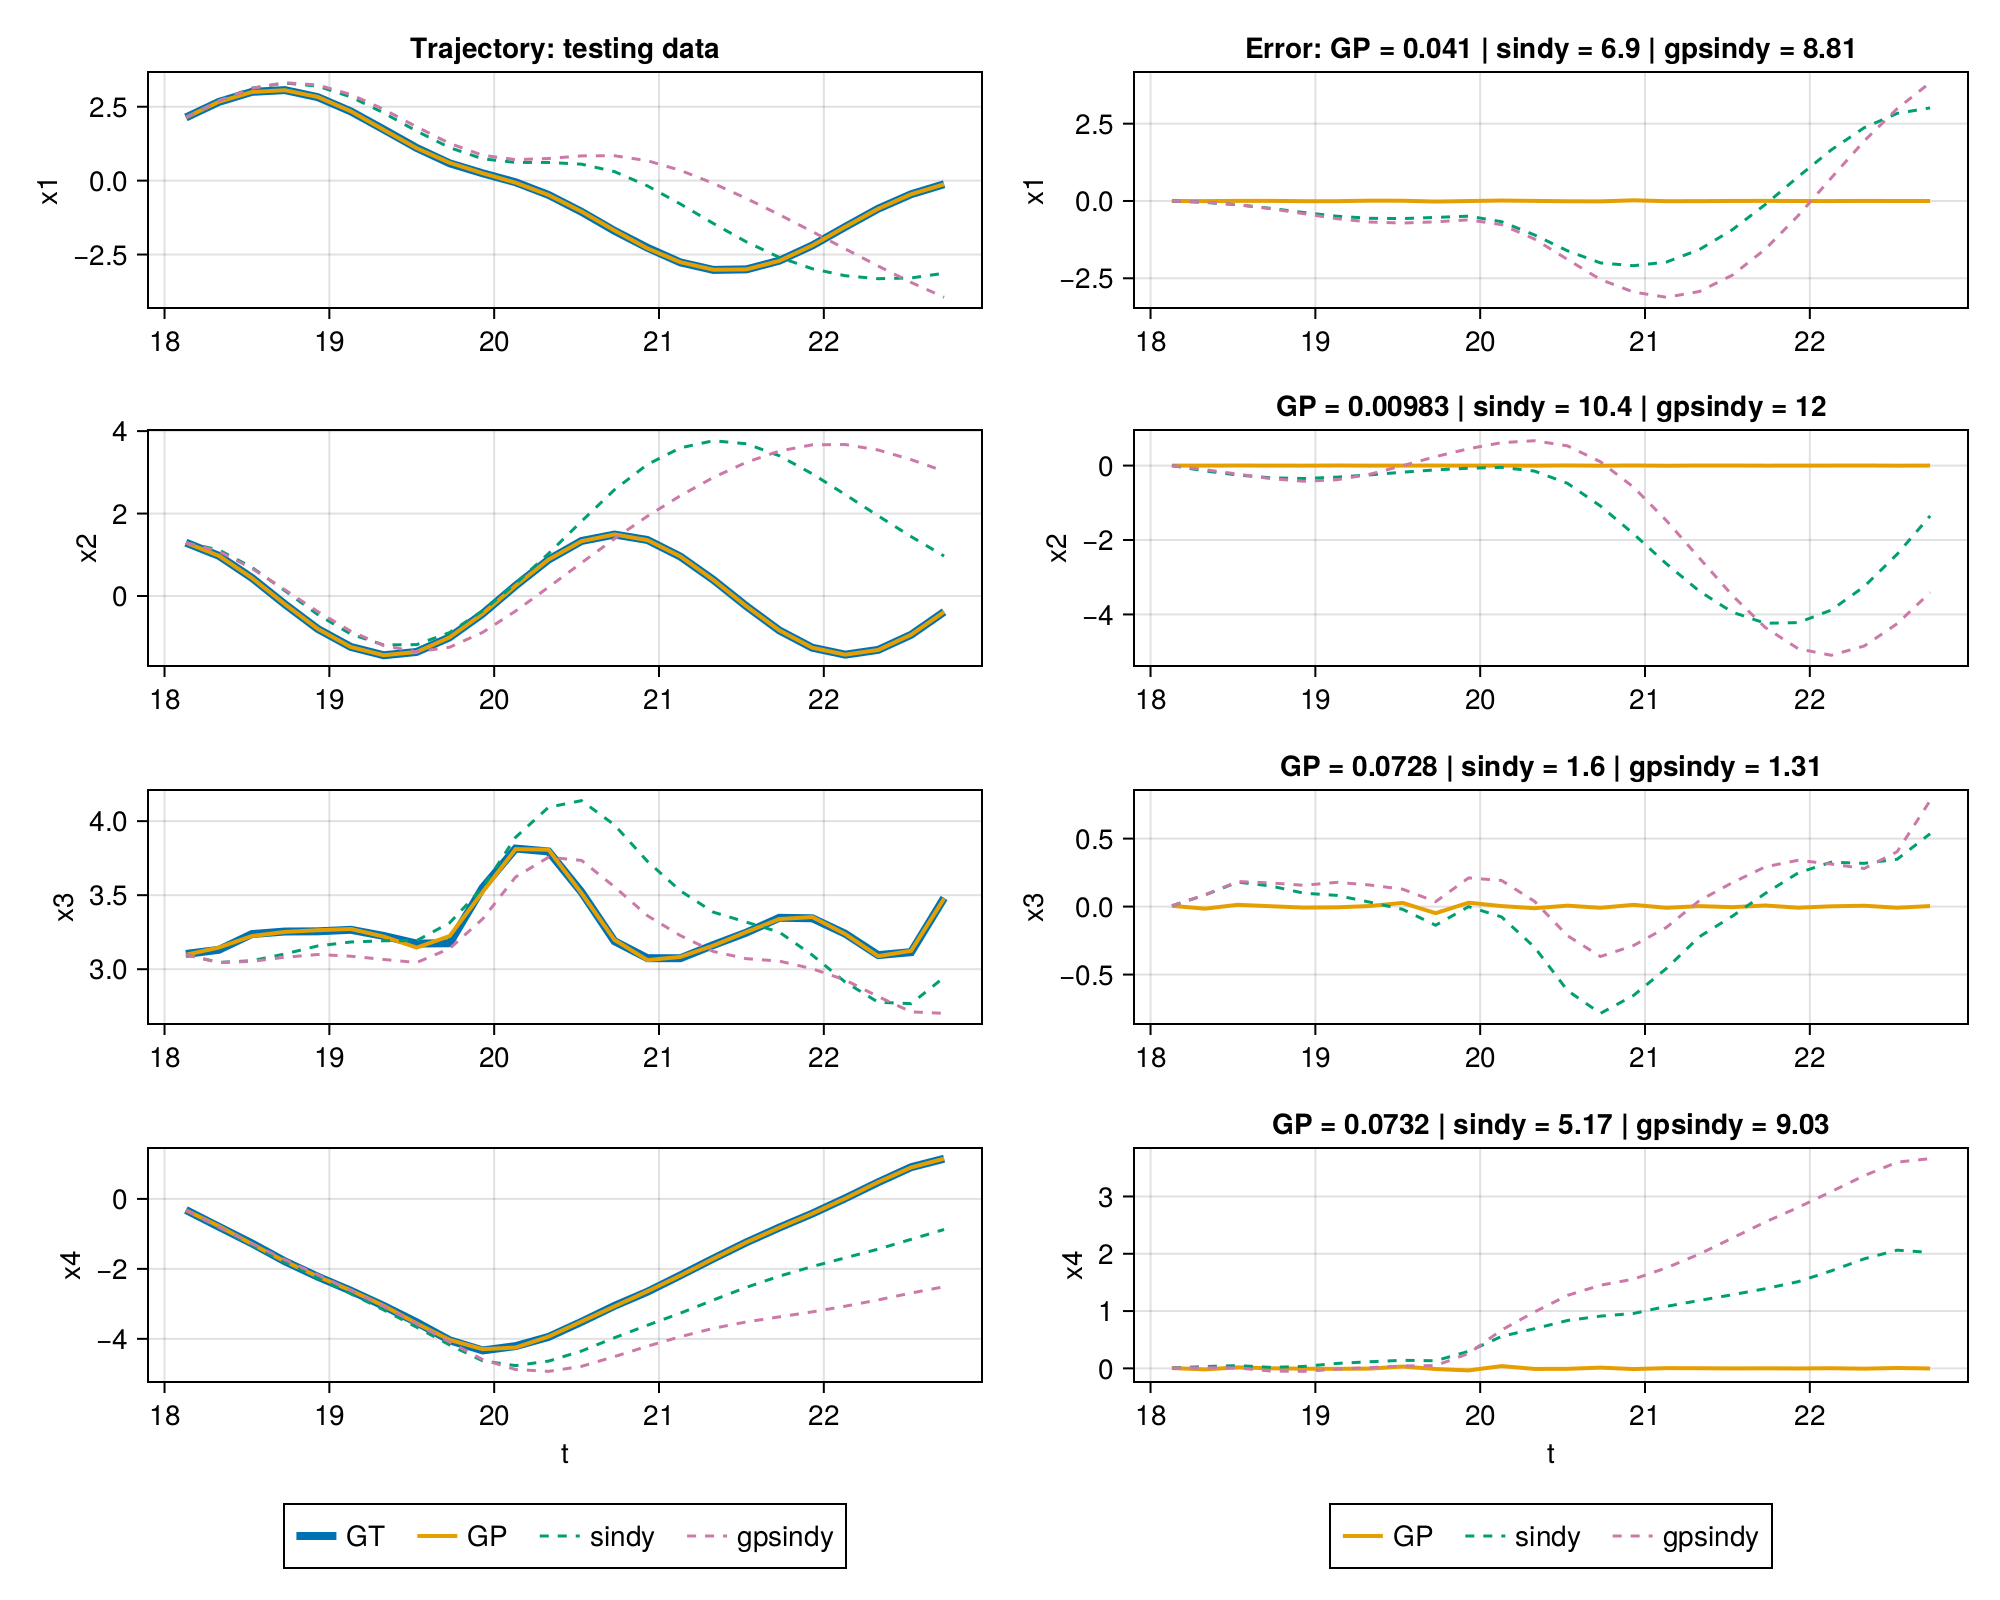 Trajectory: testing data
Error: GP = 0.041 | sindy = 6.9 | gpsindy = 8.81
x1
2.5
0.0
−2.5
18 19 20 21 22
x1
2.5
0.0
−2.5
18 19 20 21 22
GP = 0.00983 | sindy = 10.4 | gpsindy = 12
x2
4
2
0
18 19 20 21 22
x2
0
−2
−4
18 19 20 21 22
GP = 0.0728 | sindy = 1.6 | gpsindy = 1.31
x3
4.0
3.5
3.0
18 19 20 21 22
x3
0.5
0.0
−0.5
18 19 20 21 22
GP = 0.0732 | sindy = 5.17 | gpsindy = 9.03
x4
0
−2
−4
18 19 20 21 22
t
x4
3
2
1
0
18 19 20 21 22
t
GT GP sindy gpsindy
GP sindy gpsindy